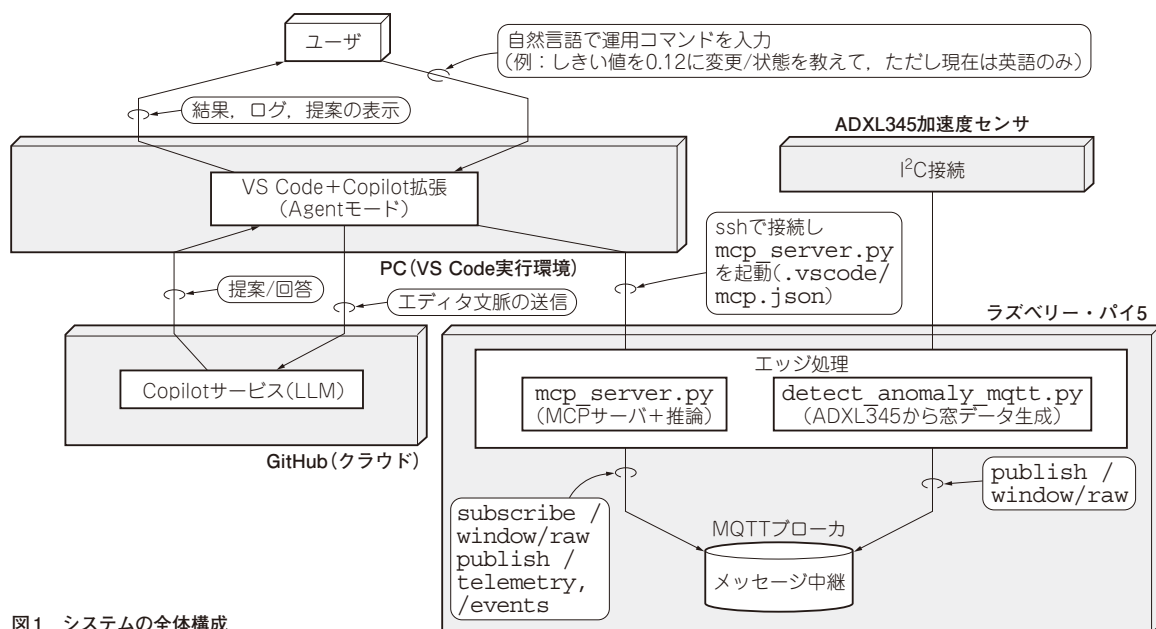 ユーザ
自然言語で運用コマンドを入力
(例：しきい値を0.12に変更/状態を教えて，ただし現在は英語のみ)
結果，ログ，提案の表示
ADXL345加速度センサ
I²C接続
VS Code＋Copilot拡張
(Agentモード)
PC(VS Code実行環境)
sshで接続し
mcp_server.py
を起動(.vscode/
mcp.json)
提案/回答
エディタ文脈の送信
ラズベリー・パイ5
Copilotサービス(LLM)
GitHub(クラウド)
エッジ処理
mcp_server.py
(MCPサーバ＋推論)
detect_anomaly_mqtt.py
(ADXL345から窓データ生成)
subscribe /
window/raw
publish /
telemetry,
/events
publish /
window/raw
MQTTブローカ
メッセージ中継
図1 システムの全体構成